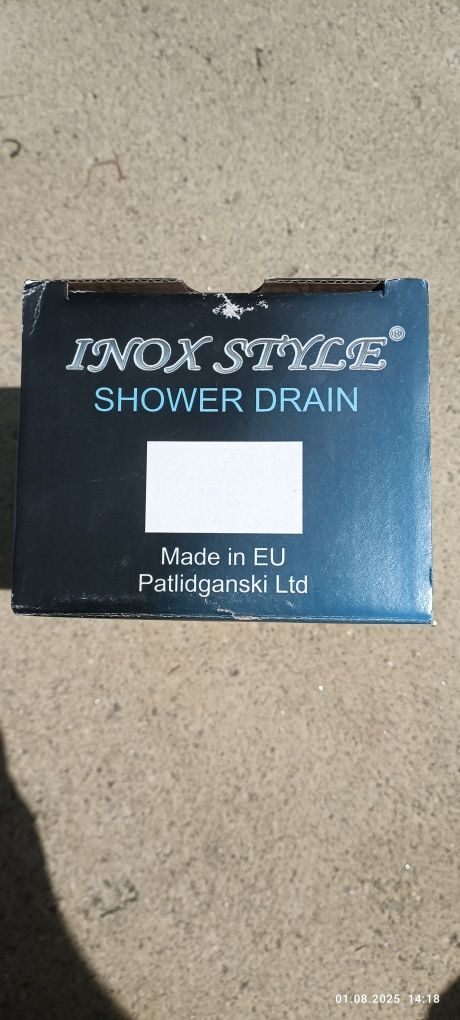 INOX STYLE®
SHOWER DRAIN
Made in EU
Patlidganski Ltd
01.08.2025 14:18